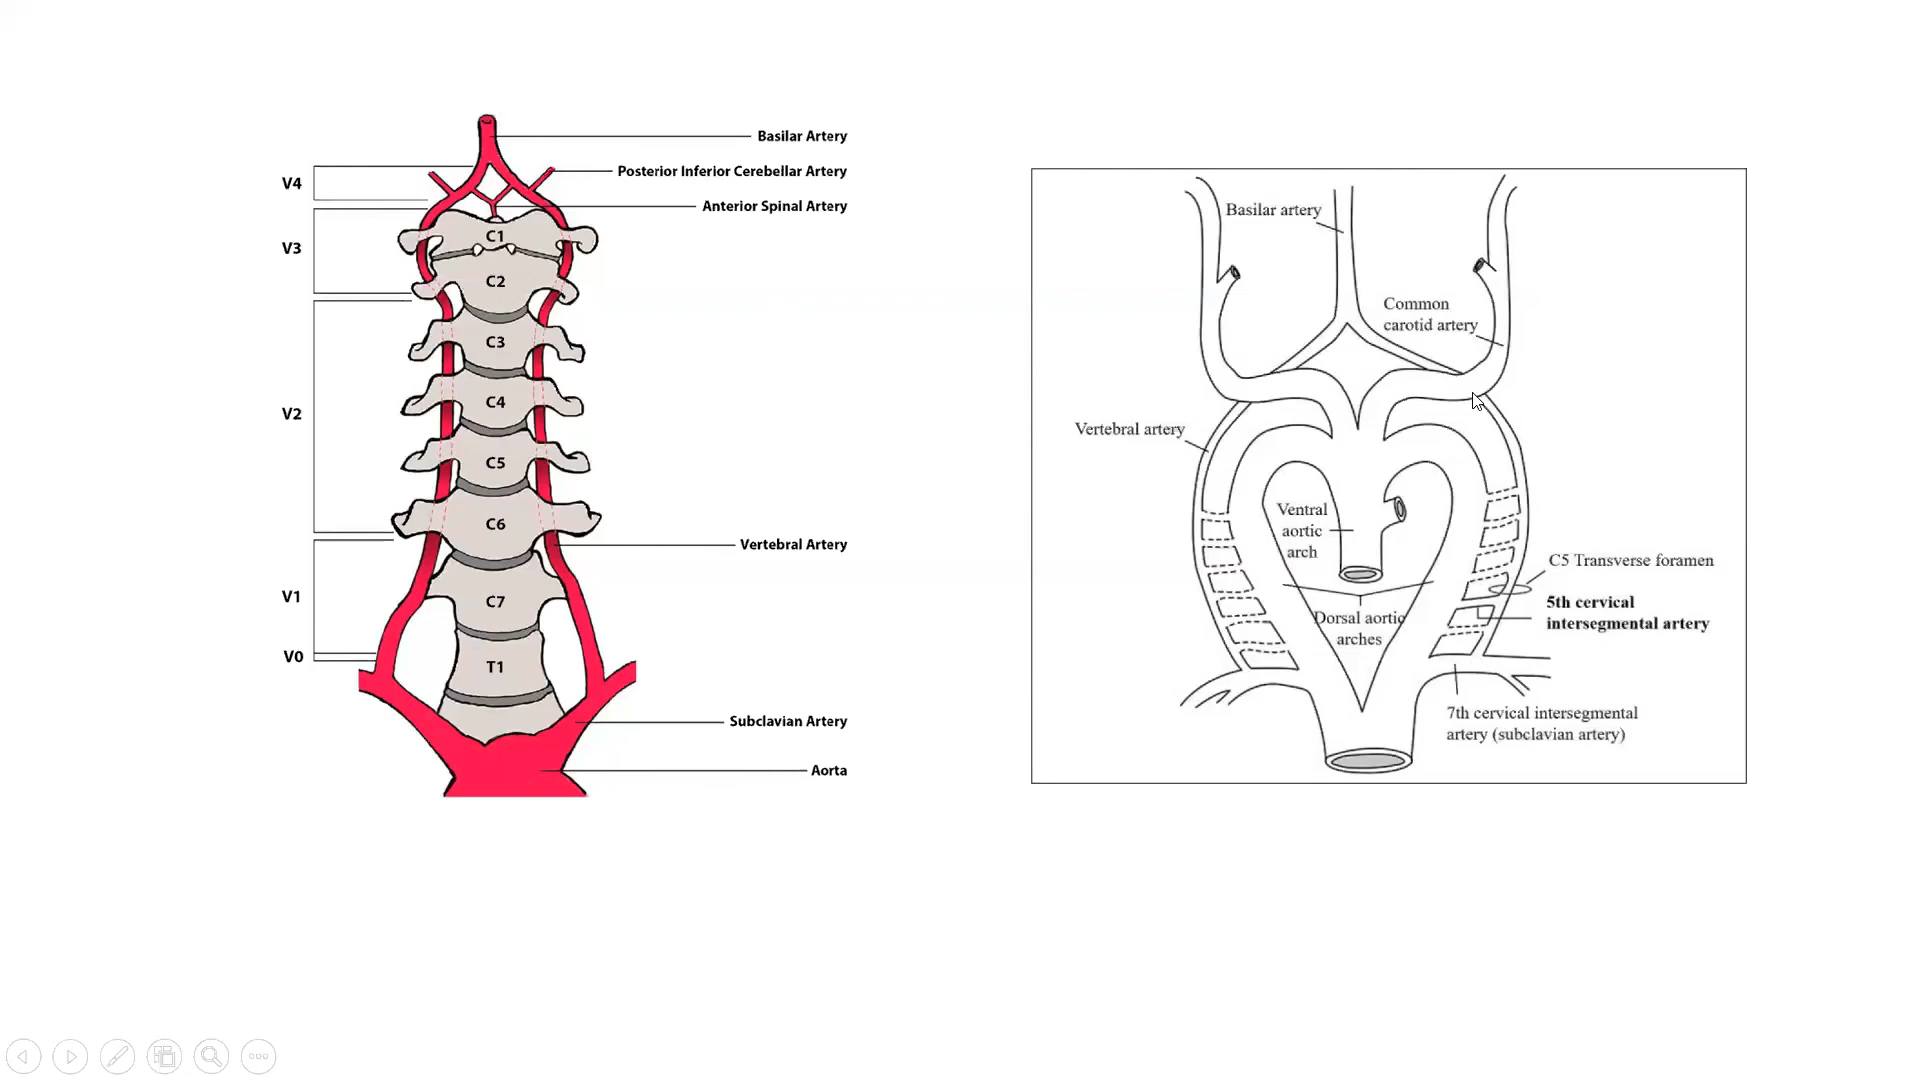 Basilar Artery
Posterior Inferior Cerebellar Artery
Anterior Spinal Artery
V4
V3
V2
V1
V0
C1
C2
C3
C4
C5
C6
C7
T1
Vertebral Artery
Subclavian Artery
Aorta
Basilar artery
Common
carotid artery
Vertebral artery
Ventral
aortic
arch
Dorsal aortic
arches
C5 Transverse foramen
5th cervical
intersegmental artery
7th cervical intersegmental
artery (subclavian artery)